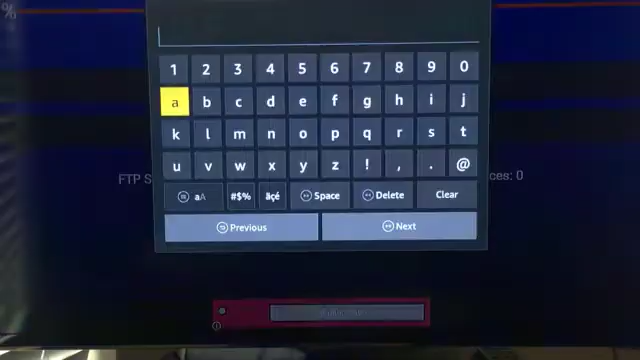 %
1 2 3 4 5 6 7 8 9 0
a b c d e f g h i j
k l m n o p q r s t
u v w x y z ! , . @
aA #$% äçé Space Delete Clear
FTP S ces: 0
Previous Next